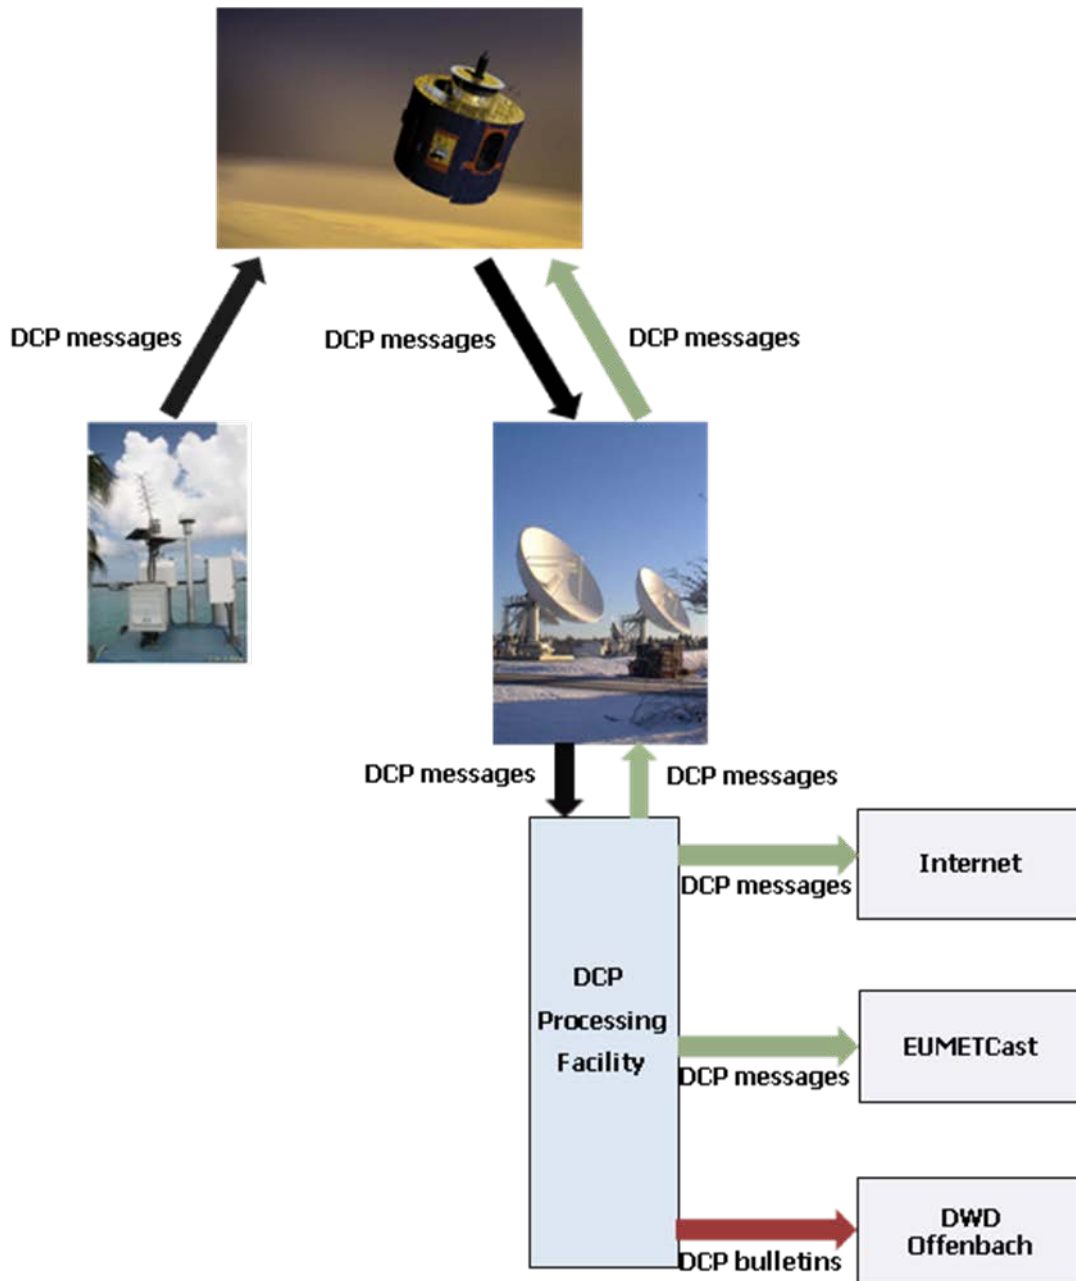 DCP messages
DCP messages
DCP messages
DCP messages
DCP messages
Internet
DCP messages
DCP
Processing
Facility
EUMETCast
DCP messages
DWD
Offenbach
DCP bulletins